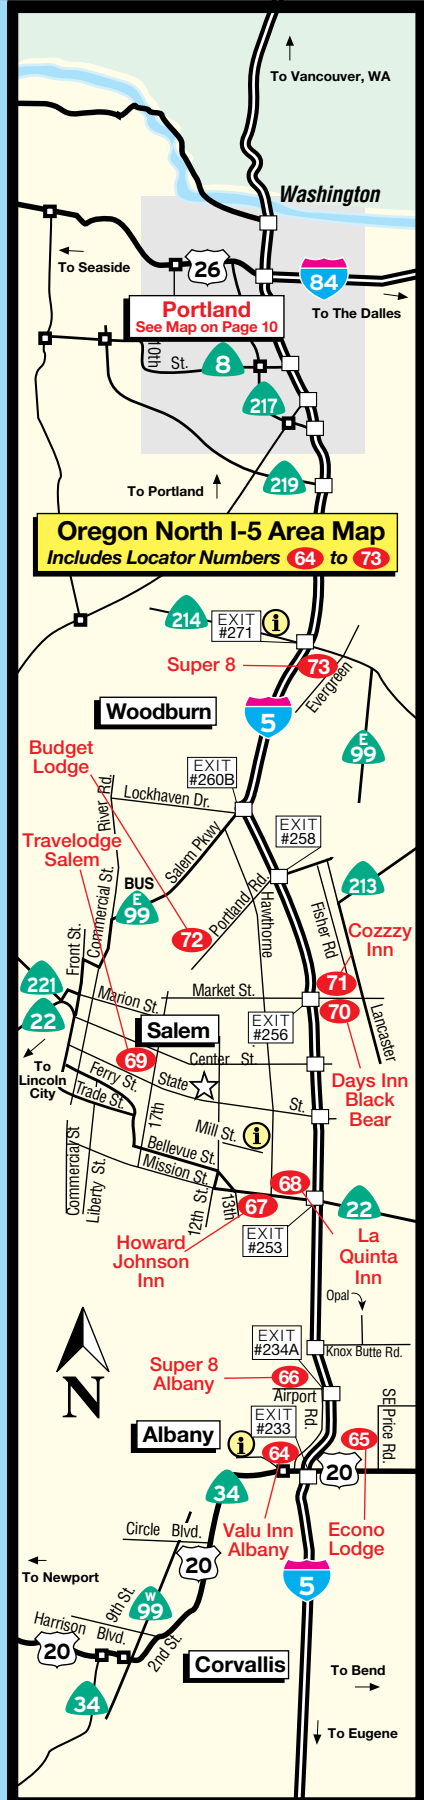 To Vancouver, WA
Washington
To Seaside
26
84
To The Dalles
Portland
See Map on Page 10
10th
St.
8
217
To Portland
219
Oregon North I-5 Area Map
Includes Locator Numbers 64 to 73
214
EXIT
#271
i
Super 8
73
Evergreen
Woodburn
5
E
99
Budget
Lodge
EXIT
#260B
River Rd.
Lockhaven Dr.
Travelodge
Salem
Commercial St.
BUS
E
99
Salem Pkwy
EXIT
#258
72
Portland Rd.
Hawthorne
Fisher Rd
213
Cozzzy
Inn
Front St.
221
22
Marion St.
Market St.
71
70
Lancaster
Salem
EXIT
#256
69
Center St.
To
Lincoln
City
Ferry St.
State
St.
Trade St.
17th
Days Inn
Black
Bear
Mill St.
i
Commercial St
Liberty St.
Bellevue St.
Mission St.
12th St.
13th
67
68
22
EXIT
#253
Howard
Johnson
Inn
La
Quinta
Inn
Opal
EXIT
#234A
Knox Butte Rd.
N
Super 8
Albany
66
Airport
Rd.
SE Price Rd.
EXIT
#233
Albany
i
64
65
20
34
Valu Inn
Albany
Econo
Lodge
Circle Blvd.
20
To Newport
9th St.
W
99
5
Harrison Blvd.
2nd St.
20
34
Corvallis
To Bend
To Eugene